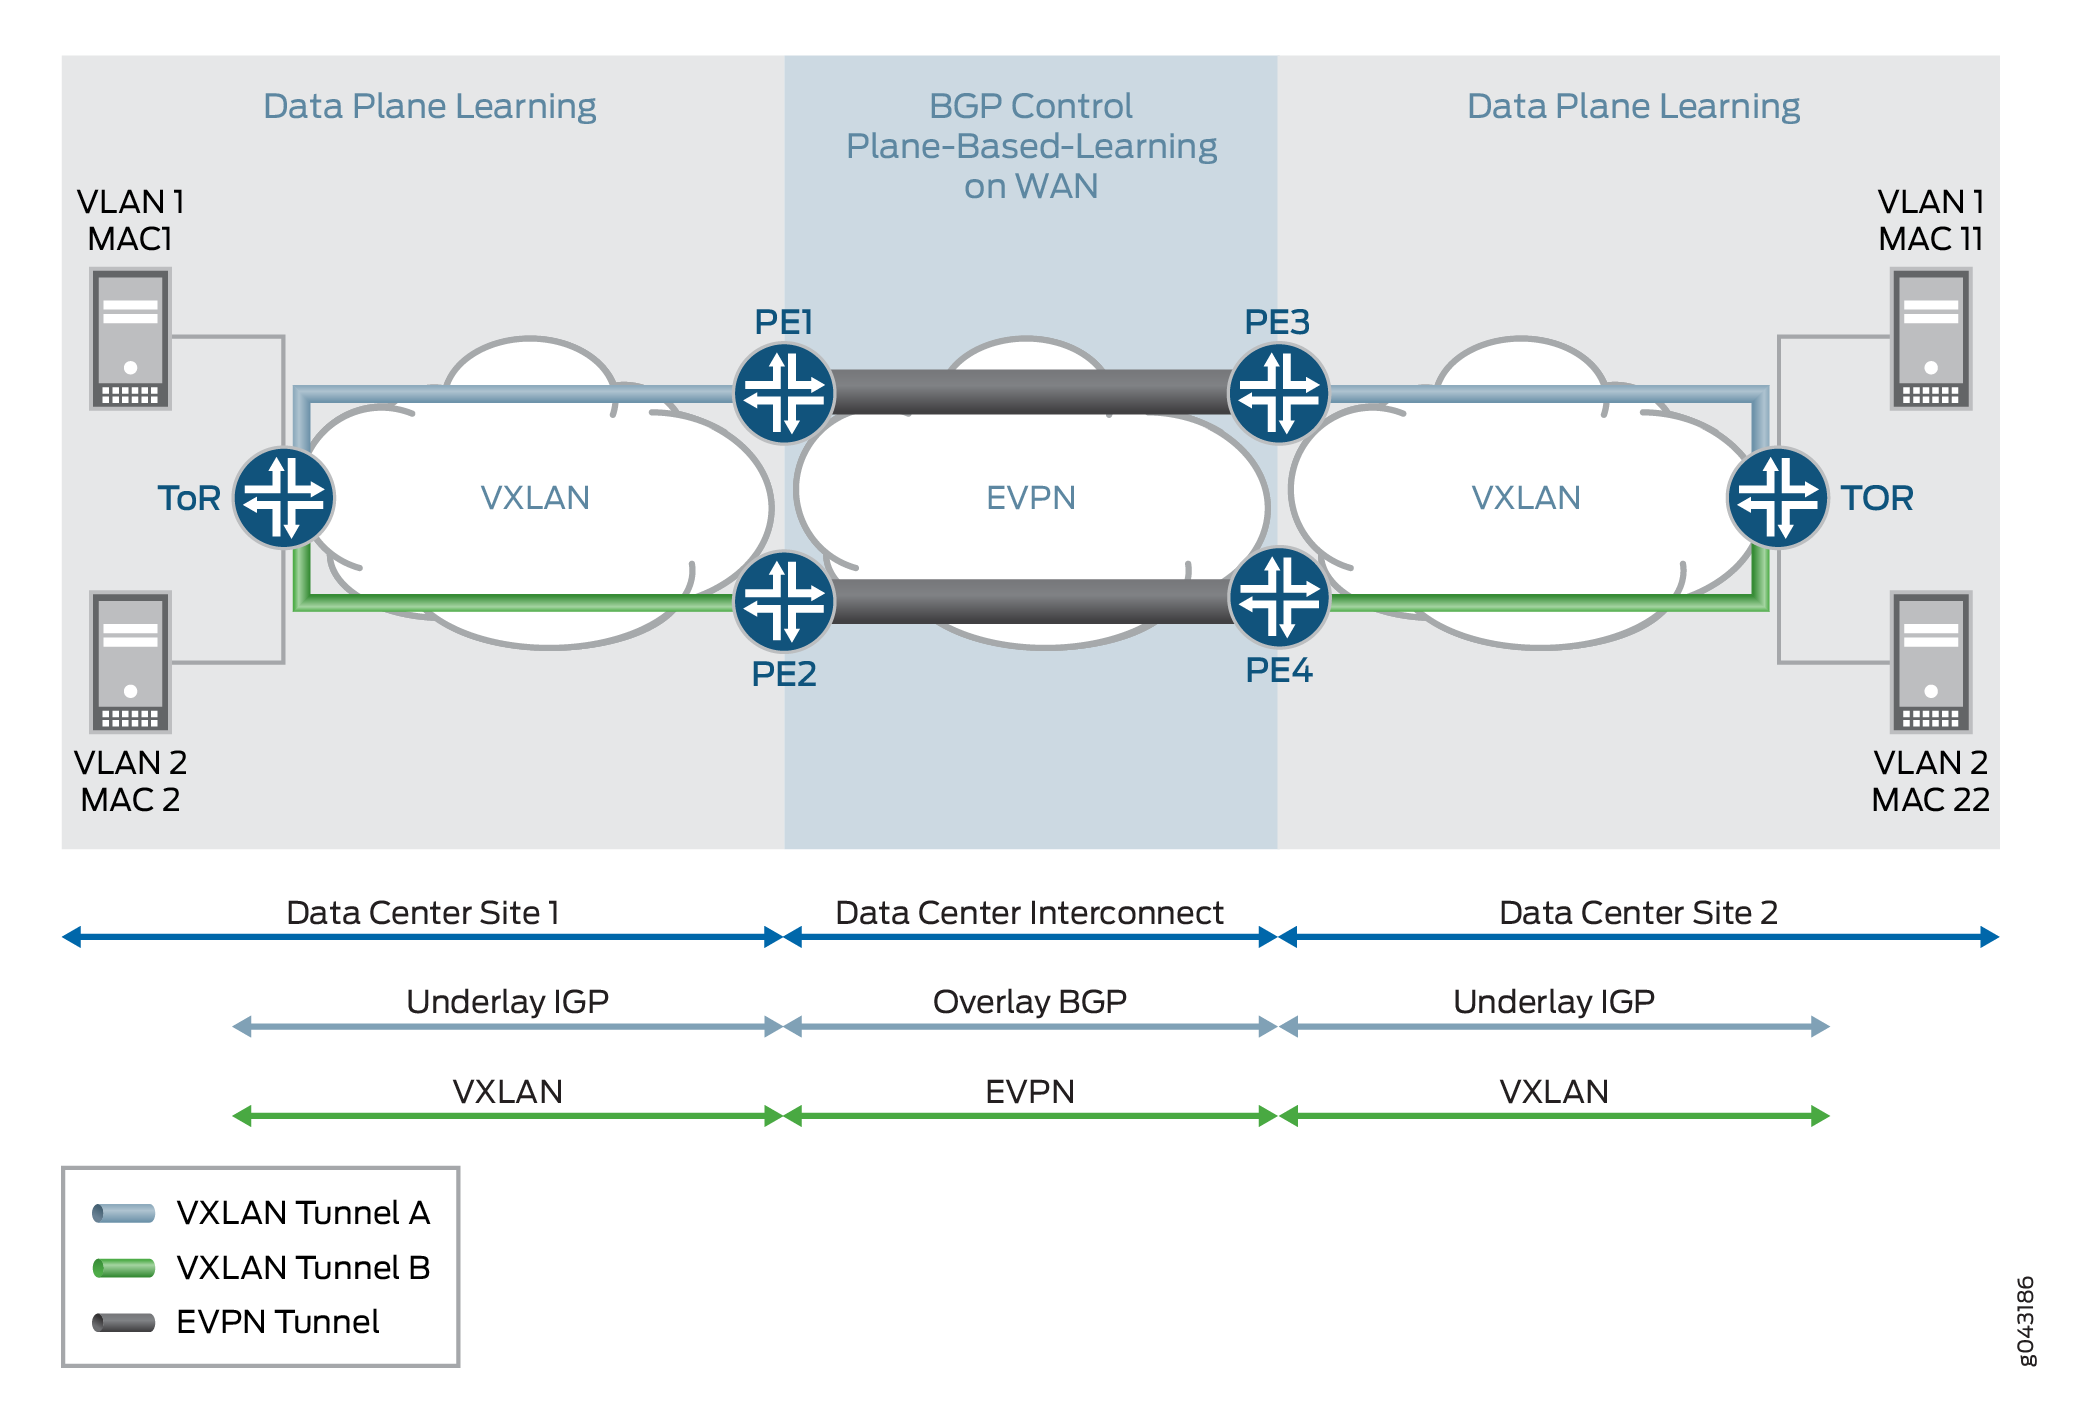 Data Plane Learning
BGP Control
Plane-Based-Learning
on WAN
Data Plane Learning
VLAN 1
MAC1
VLAN 1
MAC 11
PE1
PE3
ToR
VXLAN
EVPN
VXLAN
TOR
PE2
PE4
VLAN 2
MAC 2
VLAN 2
MAC 22
Data Center Site 1
Data Center Interconnect
Data Center Site 2
Underlay IGP
Overlay BGP
Underlay IGP
VXLAN
EVPN
VXLAN
VXLAN Tunnel A
VXLAN Tunnel B
EVPN Tunnel
g043186